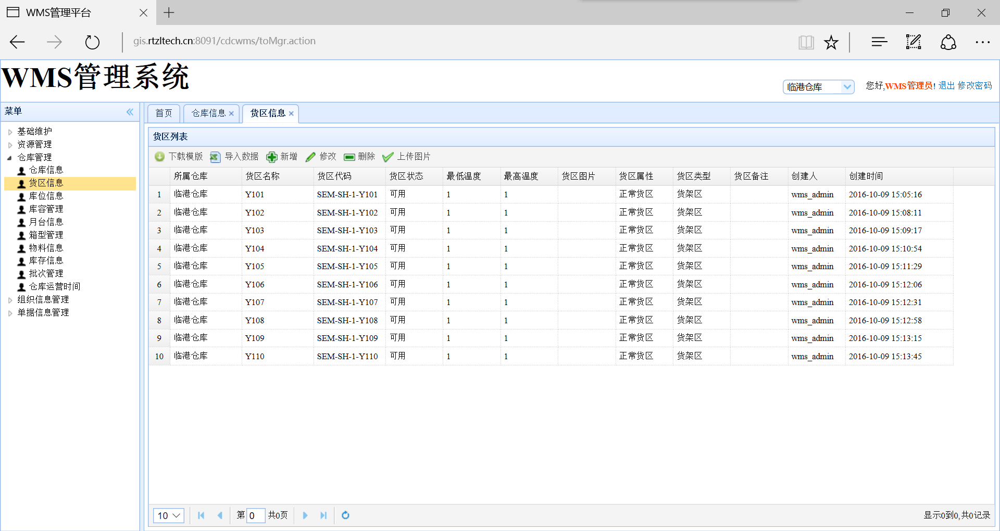 WMS管理平台
gis.rtzltech.cn:8091/cdcwms/toMgr.action
WMS管理系统
临港仓库 您好,WMS管理员! 退出 修改密码
菜单
基础维护
资源管理
仓库管理
仓库信息
货区信息
库位信息
库容管理
月台信息
箱型管理
物料信息
库存信息
批次管理
仓库运营时间
组织信息管理
单据信息管理
首页 仓库信息 货区信息
货区列表
下载模版 导入数据 新增 修改 删除 上传图片
所属仓库 货区名称 货区代码 货区状态 最低温度 最高温度 货区图片 货区属性 货区类型 货区备注 创建人 创建时间
1 临港仓库 Y101 SEM-SH-1-Y101 可用 1 1 正常货区 货架区 wms_admin 2016-10-09 15:05:16
2 临港仓库 Y102 SEM-SH-1-Y102 可用 1 1 正常货区 货架区 wms_admin 2016-10-09 15:08:11
3 临港仓库 Y103 SEM-SH-1-Y103 可用 1 1 正常货区 货架区 wms_admin 2016-10-09 15:09:17
4 临港仓库 Y104 SEM-SH-1-Y104 可用 1 1 正常货区 货架区 wms_admin 2016-10-09 15:10:54
5 临港仓库 Y105 SEM-SH-1-Y105 可用 1 1 正常货区 货架区 wms_admin 2016-10-09 15:11:29
6 临港仓库 Y106 SEM-SH-1-Y106 可用 1 1 正常货区 货架区 wms_admin 2016-10-09 15:12:06
7 临港仓库 Y107 SEM-SH-1-Y107 可用 1 1 正常货区 货架区 wms_admin 2016-10-09 15:12:31
8 临港仓库 Y108 SEM-SH-1-Y108 可用 1 1 正常货区 货架区 wms_admin 2016-10-09 15:12:58
9 临港仓库 Y109 SEM-SH-1-Y109 可用 1 1 正常货区 货架区 wms_admin 2016-10-09 15:13:15
10 临港仓库 Y110 SEM-SH-1-Y110 可用 1 1 正常货区 货架区 wms_admin 2016-10-09 15:13:45
10 第 0 共0页 显示0到0,共0记录